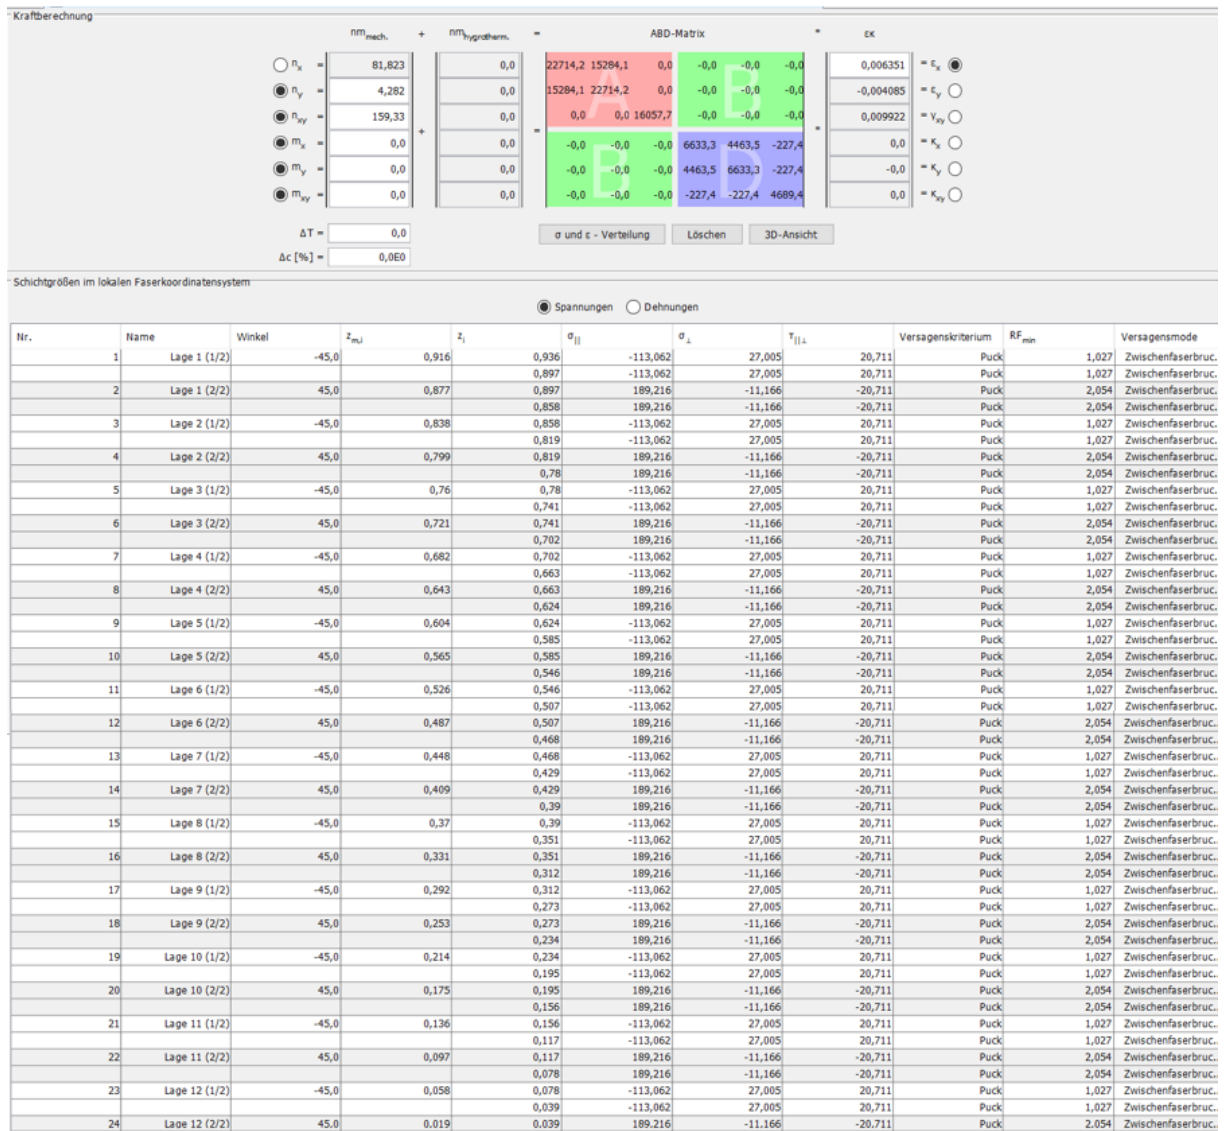 Kraftberechnung
nm mech. + nm hygrotherm. = ABD-Matrix * εκ
n x = 81,823 0,0 22714,2 15284,1 0,0 -0,0 -0,0 -0,0 0,006351 = ε x
n y = 4,282 0,0 15284,1 22714,2 0,0 -0,0 -0,0 -0,0 -0,004085 = ε y
n xy = 159,33 0,0 0,0 0,0 16057,7 -0,0 -0,0 -0,0 0,009922 = γ xy
A B
+ = *
m x = 0,0 0,0 -0,0 -0,0 -0,0 6633,3 4463,5 -227,4 0,0 = κ x
m y = 0,0 0,0 -0,0 -0,0 -0,0 4463,5 6633,3 -227,4 -0,0 = κ y
m xy = 0,0 0,0 -0,0 -0,0 -0,0 -227,4 -227,4 4689,4 0,0 = κ xy
B D
ΔT = 0,0 σ und ε - Verteilung Löschen 3D-Ansicht
Δc [%] = 0,0E0
Schichtgrößen im lokalen Faserkoordinatensystem
Spannungen Dehnungen
Nr. Name Winkel z m,i z i σ || σ ⊥ τ ||⊥ Versagenskriterium RF min Versagensmode
1 Lage 1 (1/2) -45,0 0,916 0,936 -113,062 27,005 20,711 Puck 1,027 Zwischenfaserbruc...
0,897 -113,062 27,005 20,711 Puck 1,027 Zwischenfaserbruc...
2 Lage 1 (2/2) 45,0 0,877 0,897 189,216 -11,166 -20,711 Puck 2,054 Zwischenfaserbruc...
0,858 189,216 -11,166 -20,711 Puck 2,054 Zwischenfaserbruc...
3 Lage 2 (1/2) -45,0 0,838 0,858 -113,062 27,005 20,711 Puck 1,027 Zwischenfaserbruc...
0,819 -113,062 27,005 20,711 Puck 1,027 Zwischenfaserbruc...
4 Lage 2 (2/2) 45,0 0,799 0,819 189,216 -11,166 -20,711 Puck 2,054 Zwischenfaserbruc...
0,78 189,216 -11,166 -20,711 Puck 2,054 Zwischenfaserbruc...
5 Lage 3 (1/2) -45,0 0,76 0,78 -113,062 27,005 20,711 Puck 1,027 Zwischenfaserbruc...
0,741 -113,062 27,005 20,711 Puck 1,027 Zwischenfaserbruc...
6 Lage 3 (2/2) 45,0 0,721 0,741 189,216 -11,166 -20,711 Puck 2,054 Zwischenfaserbruc...
0,702 189,216 -11,166 -20,711 Puck 2,054 Zwischenfaserbruc...
7 Lage 4 (1/2) -45,0 0,682 0,702 -113,062 27,005 20,711 Puck 1,027 Zwischenfaserbruc...
0,663 -113,062 27,005 20,711 Puck 1,027 Zwischenfaserbruc...
8 Lage 4 (2/2) 45,0 0,643 0,663 189,216 -11,166 -20,711 Puck 2,054 Zwischenfaserbruc...
0,624 189,216 -11,166 -20,711 Puck 2,054 Zwischenfaserbruc...
9 Lage 5 (1/2) -45,0 0,604 0,624 -113,062 27,005 20,711 Puck 1,027 Zwischenfaserbruc...
0,585 -113,062 27,005 20,711 Puck 1,027 Zwischenfaserbruc...
10 Lage 5 (2/2) 45,0 0,565 0,585 189,216 -11,166 -20,711 Puck 2,054 Zwischenfaserbruc...
0,546 189,216 -11,166 -20,711 Puck 2,054 Zwischenfaserbruc...
11 Lage 6 (1/2) -45,0 0,526 0,546 -113,062 27,005 20,711 Puck 1,027 Zwischenfaserbruc...
0,507 -113,062 27,005 20,711 Puck 1,027 Zwischenfaserbruc...
12 Lage 6 (2/2) 45,0 0,487 0,507 189,216 -11,166 -20,711 Puck 2,054 Zwischenfaserbruc...
0,468 189,216 -11,166 -20,711 Puck 2,054 Zwischenfaserbruc...
13 Lage 7 (1/2) -45,0 0,448 0,468 -113,062 27,005 20,711 Puck 1,027 Zwischenfaserbruc...
0,429 -113,062 27,005 20,711 Puck 1,027 Zwischenfaserbruc...
14 Lage 7 (2/2) 45,0 0,409 0,429 189,216 -11,166 -20,711 Puck 2,054 Zwischenfaserbruc...
0,39 189,216 -11,166 -20,711 Puck 2,054 Zwischenfaserbruc...
15 Lage 8 (1/2) -45,0 0,37 0,39 -113,062 27,005 20,711 Puck 1,027 Zwischenfaserbruc...
0,351 -113,062 27,005 20,711 Puck 1,027 Zwischenfaserbruc...
16 Lage 8 (2/2) 45,0 0,331 0,351 189,216 -11,166 -20,711 Puck 2,054 Zwischenfaserbruc...
0,312 189,216 -11,166 -20,711 Puck 2,054 Zwischenfaserbruc...
17 Lage 9 (1/2) -45,0 0,292 0,312 -113,062 27,005 20,711 Puck 1,027 Zwischenfaserbruc...
0,273 -113,062 27,005 20,711 Puck 1,027 Zwischenfaserbruc...
18 Lage 9 (2/2) 45,0 0,253 0,273 189,216 -11,166 -20,711 Puck 2,054 Zwischenfaserbruc...
0,234 189,216 -11,166 -20,711 Puck 2,054 Zwischenfaserbruc...
19 Lage 10 (1/2) -45,0 0,214 0,234 -113,062 27,005 20,711 Puck 1,027 Zwischenfaserbruc...
0,195 -113,062 27,005 20,711 Puck 1,027 Zwischenfaserbruc...
20 Lage 10 (2/2) 45,0 0,175 0,195 189,216 -11,166 -20,711 Puck 2,054 Zwischenfaserbruc...
0,156 189,216 -11,166 -20,711 Puck 2,054 Zwischenfaserbruc...
21 Lage 11 (1/2) -45,0 0,136 0,156 -113,062 27,005 20,711 Puck 1,027 Zwischenfaserbruc...
0,117 -113,062 27,005 20,711 Puck 1,027 Zwischenfaserbruc...
22 Lage 11 (2/2) 45,0 0,097 0,117 189,216 -11,166 -20,711 Puck 2,054 Zwischenfaserbruc...
0,078 189,216 -11,166 -20,711 Puck 2,054 Zwischenfaserbruc...
23 Lage 12 (1/2) -45,0 0,058 0,078 -113,062 27,005 20,711 Puck 1,027 Zwischenfaserbruc...
0,039 -113,062 27,005 20,711 Puck 1,027 Zwischenfaserbruc...
24 Lage 12 (2/2) 45,0 0,019 0,039 189,216 -11,166 -20,711 Puck 2,054 Zwischenfaserbruc...